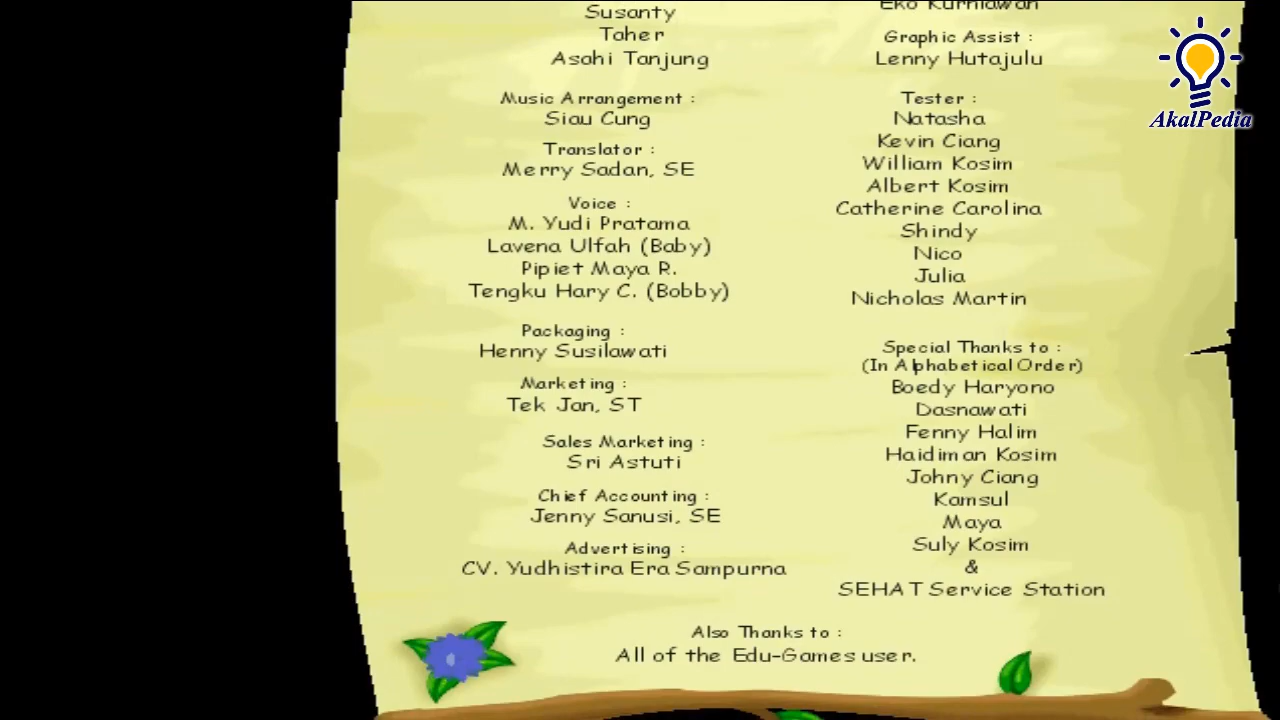 Susanty
Taher
Asahi Tanjung
Music Arrangement :
Siau Cung
Translator :
Merry Sadan, SE
Voice :
M. Yudi Pratama
Lavena Ulfah (Baby)
Pipiet Maya R.
Tengku Hary C. (Bobby)
Packaging :
Henny Susilawati
Marketing :
Tek Jan, ST
Sales Marketing :
Sri Astuti
Chief Accounting :
Jenny Sanusi, SE
Advertising :
CV. Yudhistira Era Sampurna
Eko Kurniawan
Graphic Assist :
Lenny Hutajulu
Tester :
Natasha
Kevin Ciang
William Kosim
Albert Kosim
Catherine Carolina
Shindy
Nico
Julia
Nicholas Martin
Special Thanks to :
(In Alphabetical Order)
Boedy Haryono
Dasnawati
Fenny Halim
Haidiman Kosim
Johny Ciang
Kamsul
Maya
Suly Kosim
&
SEHAT Service Station
Also Thanks to :
All of the Edu-Games user.
AkalPedia